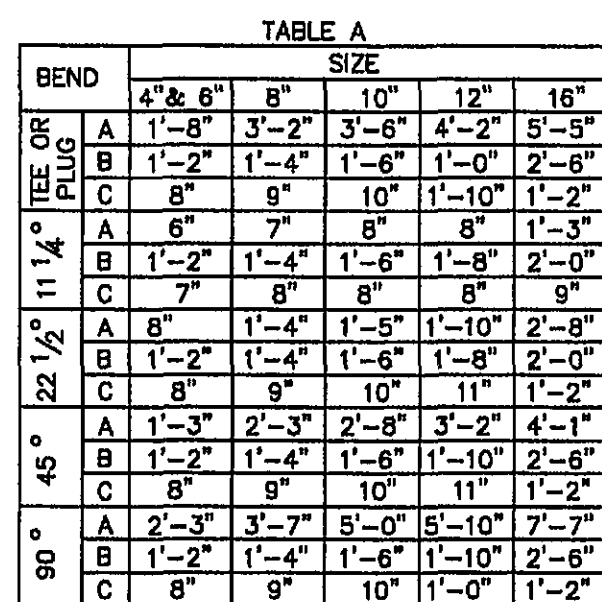 TABLE A
BEND SIZE
4"& 6" 8" 10" 12" 16"
TEE OR PLUG A 1'-8" 3'-2" 3'-6" 4'-2" 5'-5"
B 1'-2" 1'-4" 1'-6" 1'-0" 2'-6"
C 8" 9" 10" 1'-10" 1'-2"
11 1/4° A 6" 7" 8" 8" 1'-3"
B 1'-2" 1'-4" 1'-6" 1'-8" 2'-0"
C 7" 8" 8" 8" 9"
22 1/2° A 8" 1'-4" 1'-5" 1'-10" 2'-8"
B 1'-2" 1'-4" 1'-6" 1'-8" 2'-0"
C 8" 9" 10" 11" 1'-2"
45° A 1'-3" 2'-3" 2'-8" 3'-2" 4'-1"
B 1'-2" 1'-4" 1'-6" 1'-10" 2'-6"
C 8" 9" 10" 11" 1'-2"
90° A 2'-3" 3'-7" 5'-0" 5'-10" 7'-7"
B 1'-2" 1'-4" 1'-6" 1'-10" 2'-6"
C 8" 9" 10" 1'-0" 1'-2"